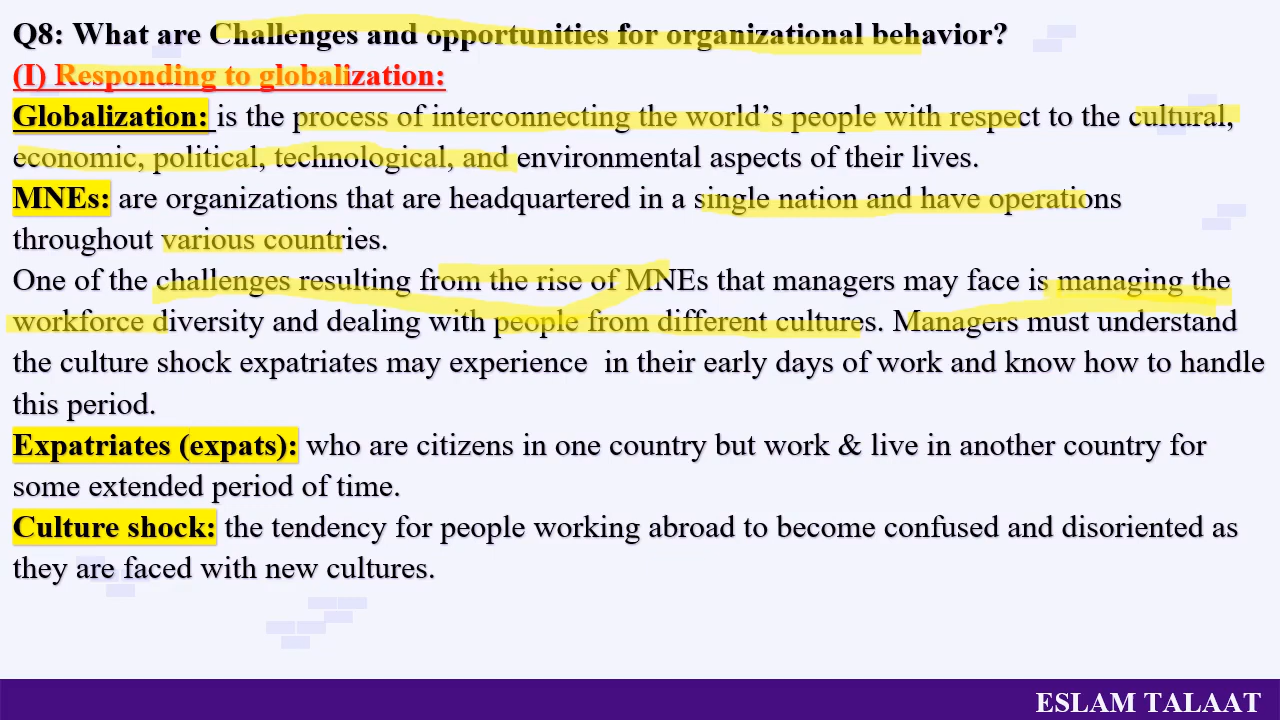 Q8: What are Challenges and opportunities for organizational behavior?
(I) Responding to globalization:
Globalization: is the process of interconnecting the world’s people with respect to the cultural,
economic, political, technological, and environmental aspects of their lives.
MNEs: are organizations that are headquartered in a single nation and have operations
throughout various countries.
One of the challenges resulting from the rise of MNEs that managers may face is managing the
workforce diversity and dealing with people from different cultures. Managers must understand
the culture shock expatriates may experience in their early days of work and know how to handle
this period.
Expatriates (expats): who are citizens in one country but work & live in another country for
some extended period of time.
Culture shock: the tendency for people working abroad to become confused and disoriented as
they are faced with new cultures.
ESLAM TALAAT